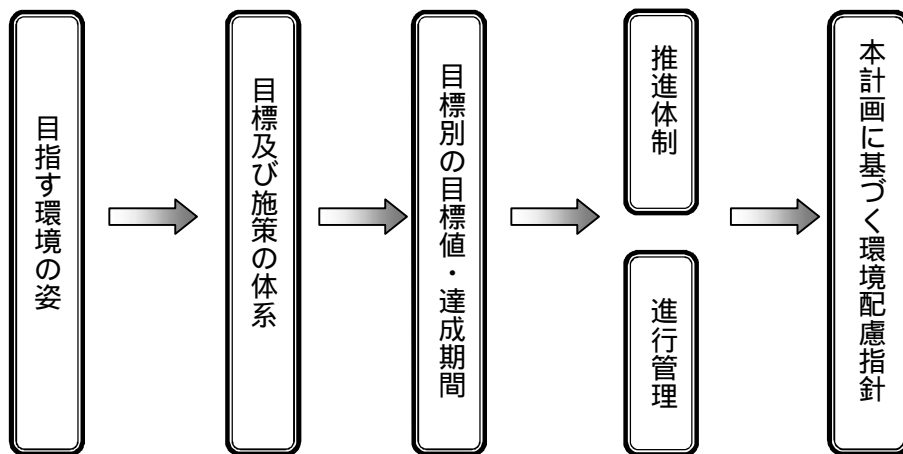 目指す環境の姿
目標及び施策の体系
目標別の目標値・達成期間
推進体制
進行管理
本計画に基づく環境配慮指針